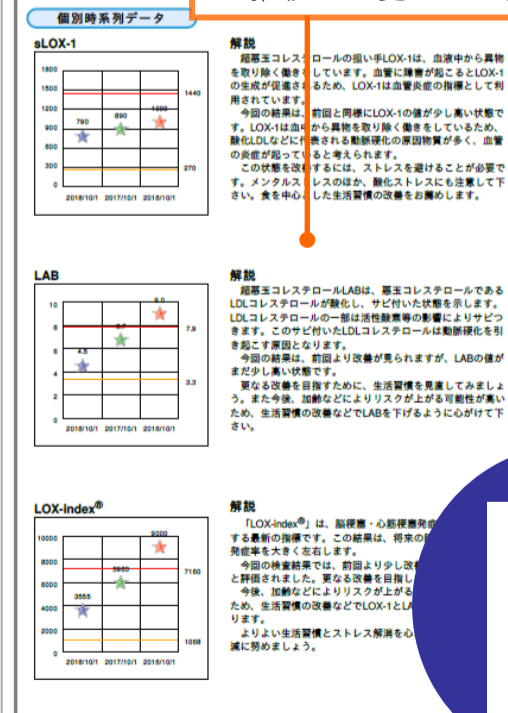 個別時系列データ
sLOX-1
1800
1500
1200
900
600
300
0
790
890
1000
1440
270
2018/10/1 2017/10/1 2016/10/1
解説
超悪玉コレステロールの担い手LOX-1は、血液中から異物
を取り除く働きをしています。血管に障害が起こるとLOX-1
の生成が促進されるため、LOX-1は血管炎症の指標として利
用されています。
今回の結果は、前回と同様にLOX-1の値が少し高い状態で
す。LOX-1は血中から異物を取り除く働きをしているため、
酸化LDLなどに代表される動脈硬化の原因物質が多く、血管
の炎症が起っていると考えられます。
この状態を改善するには、ストレスを避けることが必要で
す。メンタルストレスのほか、酸化ストレスにも注意して下
さい。食を中心とした生活習慣の改善をお薦めします。
LAB
10
8
6
4
2
0
4.5
6.7
9.0
7.9
3.3
2018/10/1 2017/10/1 2016/10/1
解説
超悪玉コレステロールLABは、悪玉コレステロールである
LDLコレステロールが酸化し、サビ付いた状態を示します。
LDLコレステロールの一部は活性酸素等の影響によりサビつ
きます。このサビ付いたLDLコレステロールは動脈硬化を引
き起こす原因となります。
今回の結果は、前回より改善が見られますが、LABの値が
まだ少し高い状態です。
更なる改善を目指すために、生活習慣を見直してみましょ
う。また今後、加齢などによりリスクが上がる可能性が高い
ため、生活習慣の改善などでLABを下げるように心がけて下
さい。
LOX-index®
10000
8000
6000
4000
2000
0
3555
5963
9000
7160
1068
2018/10/1 2017/10/1 2016/10/1
解説
「LOX-index®」は、脳梗塞・心筋梗塞発症
する最新の指標です。この結果は、将来の
発症率を大きく左右します。
今回の検査結果では、前回より少し改
と評価されました。更なる改善を目指し
今後、加齢などによりリスクが上がる
ため、生活習慣の改善などでLOX-1とLA
ります。
よりよい生活習慣とストレス解消を心
減に努めましょう。